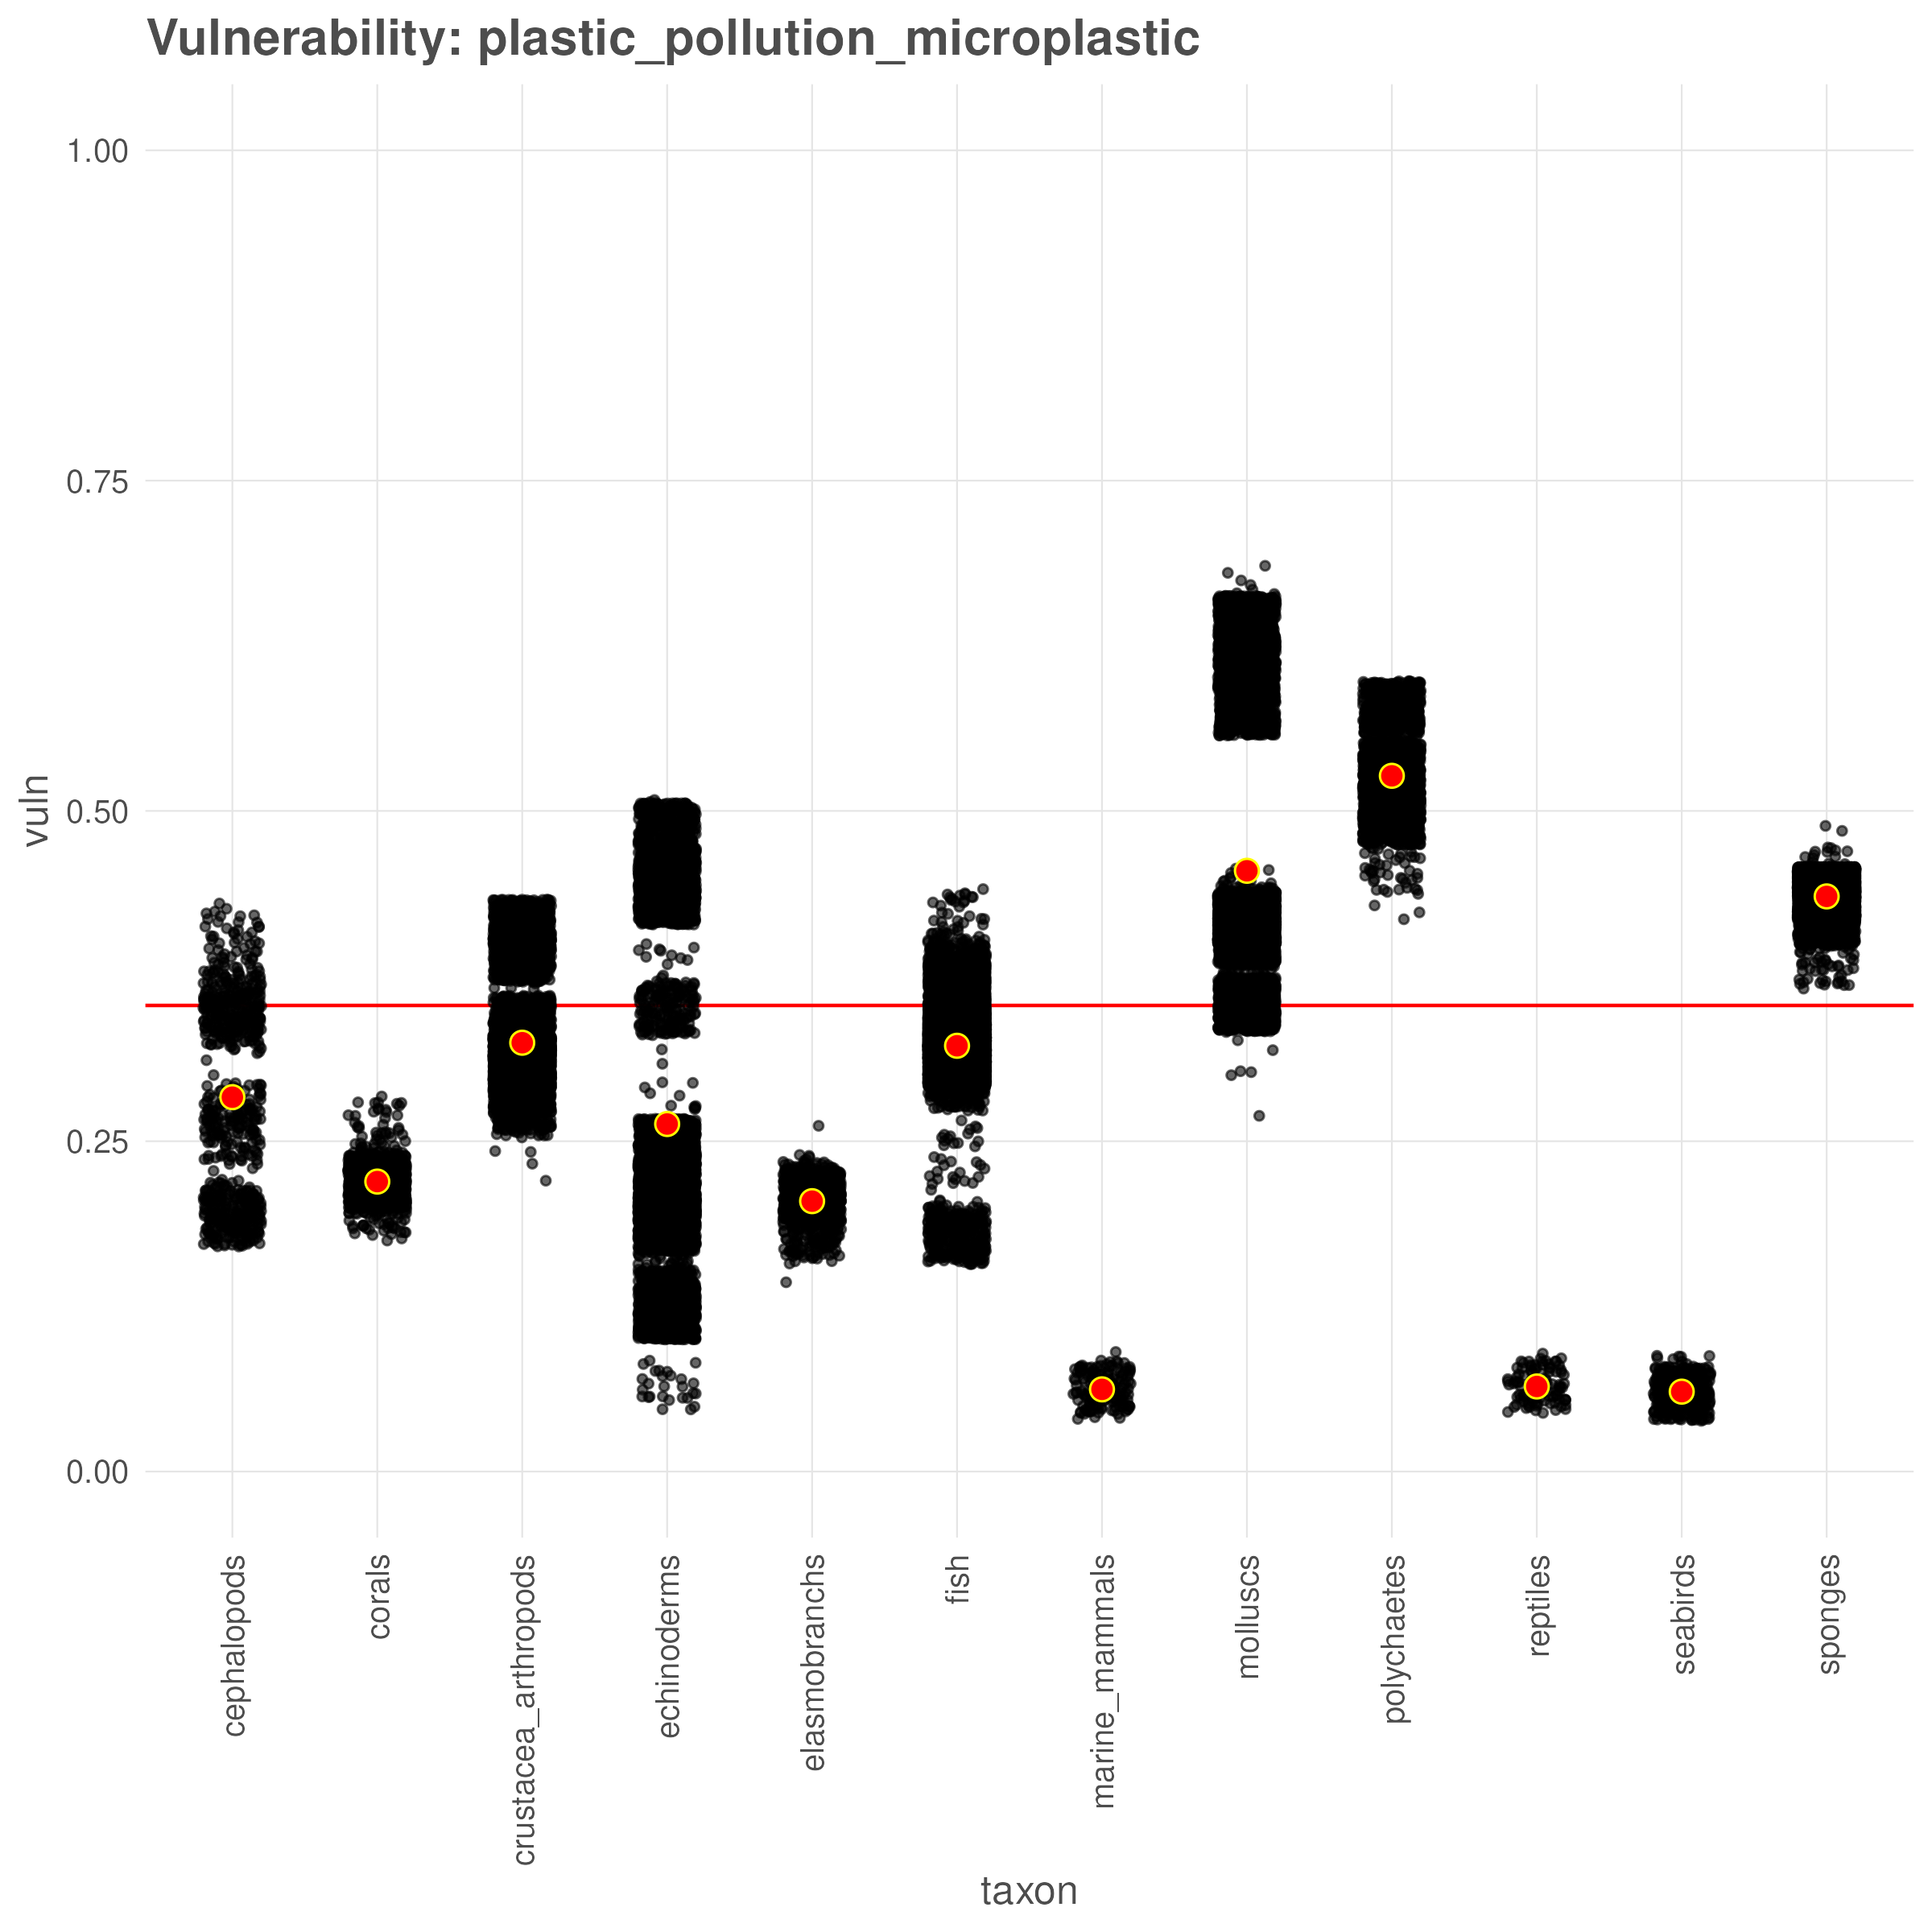 Vulnerability: plastic_pollution_microplastic
vuln
1.00
0.75
0.50
0.25
0.00
cephalopods
corals
crustacea_arthropods
echinoderms
elasmobranchs
fish
marine_mammals
molluscs
polychaetes
reptiles
seabirds
sponges
taxon